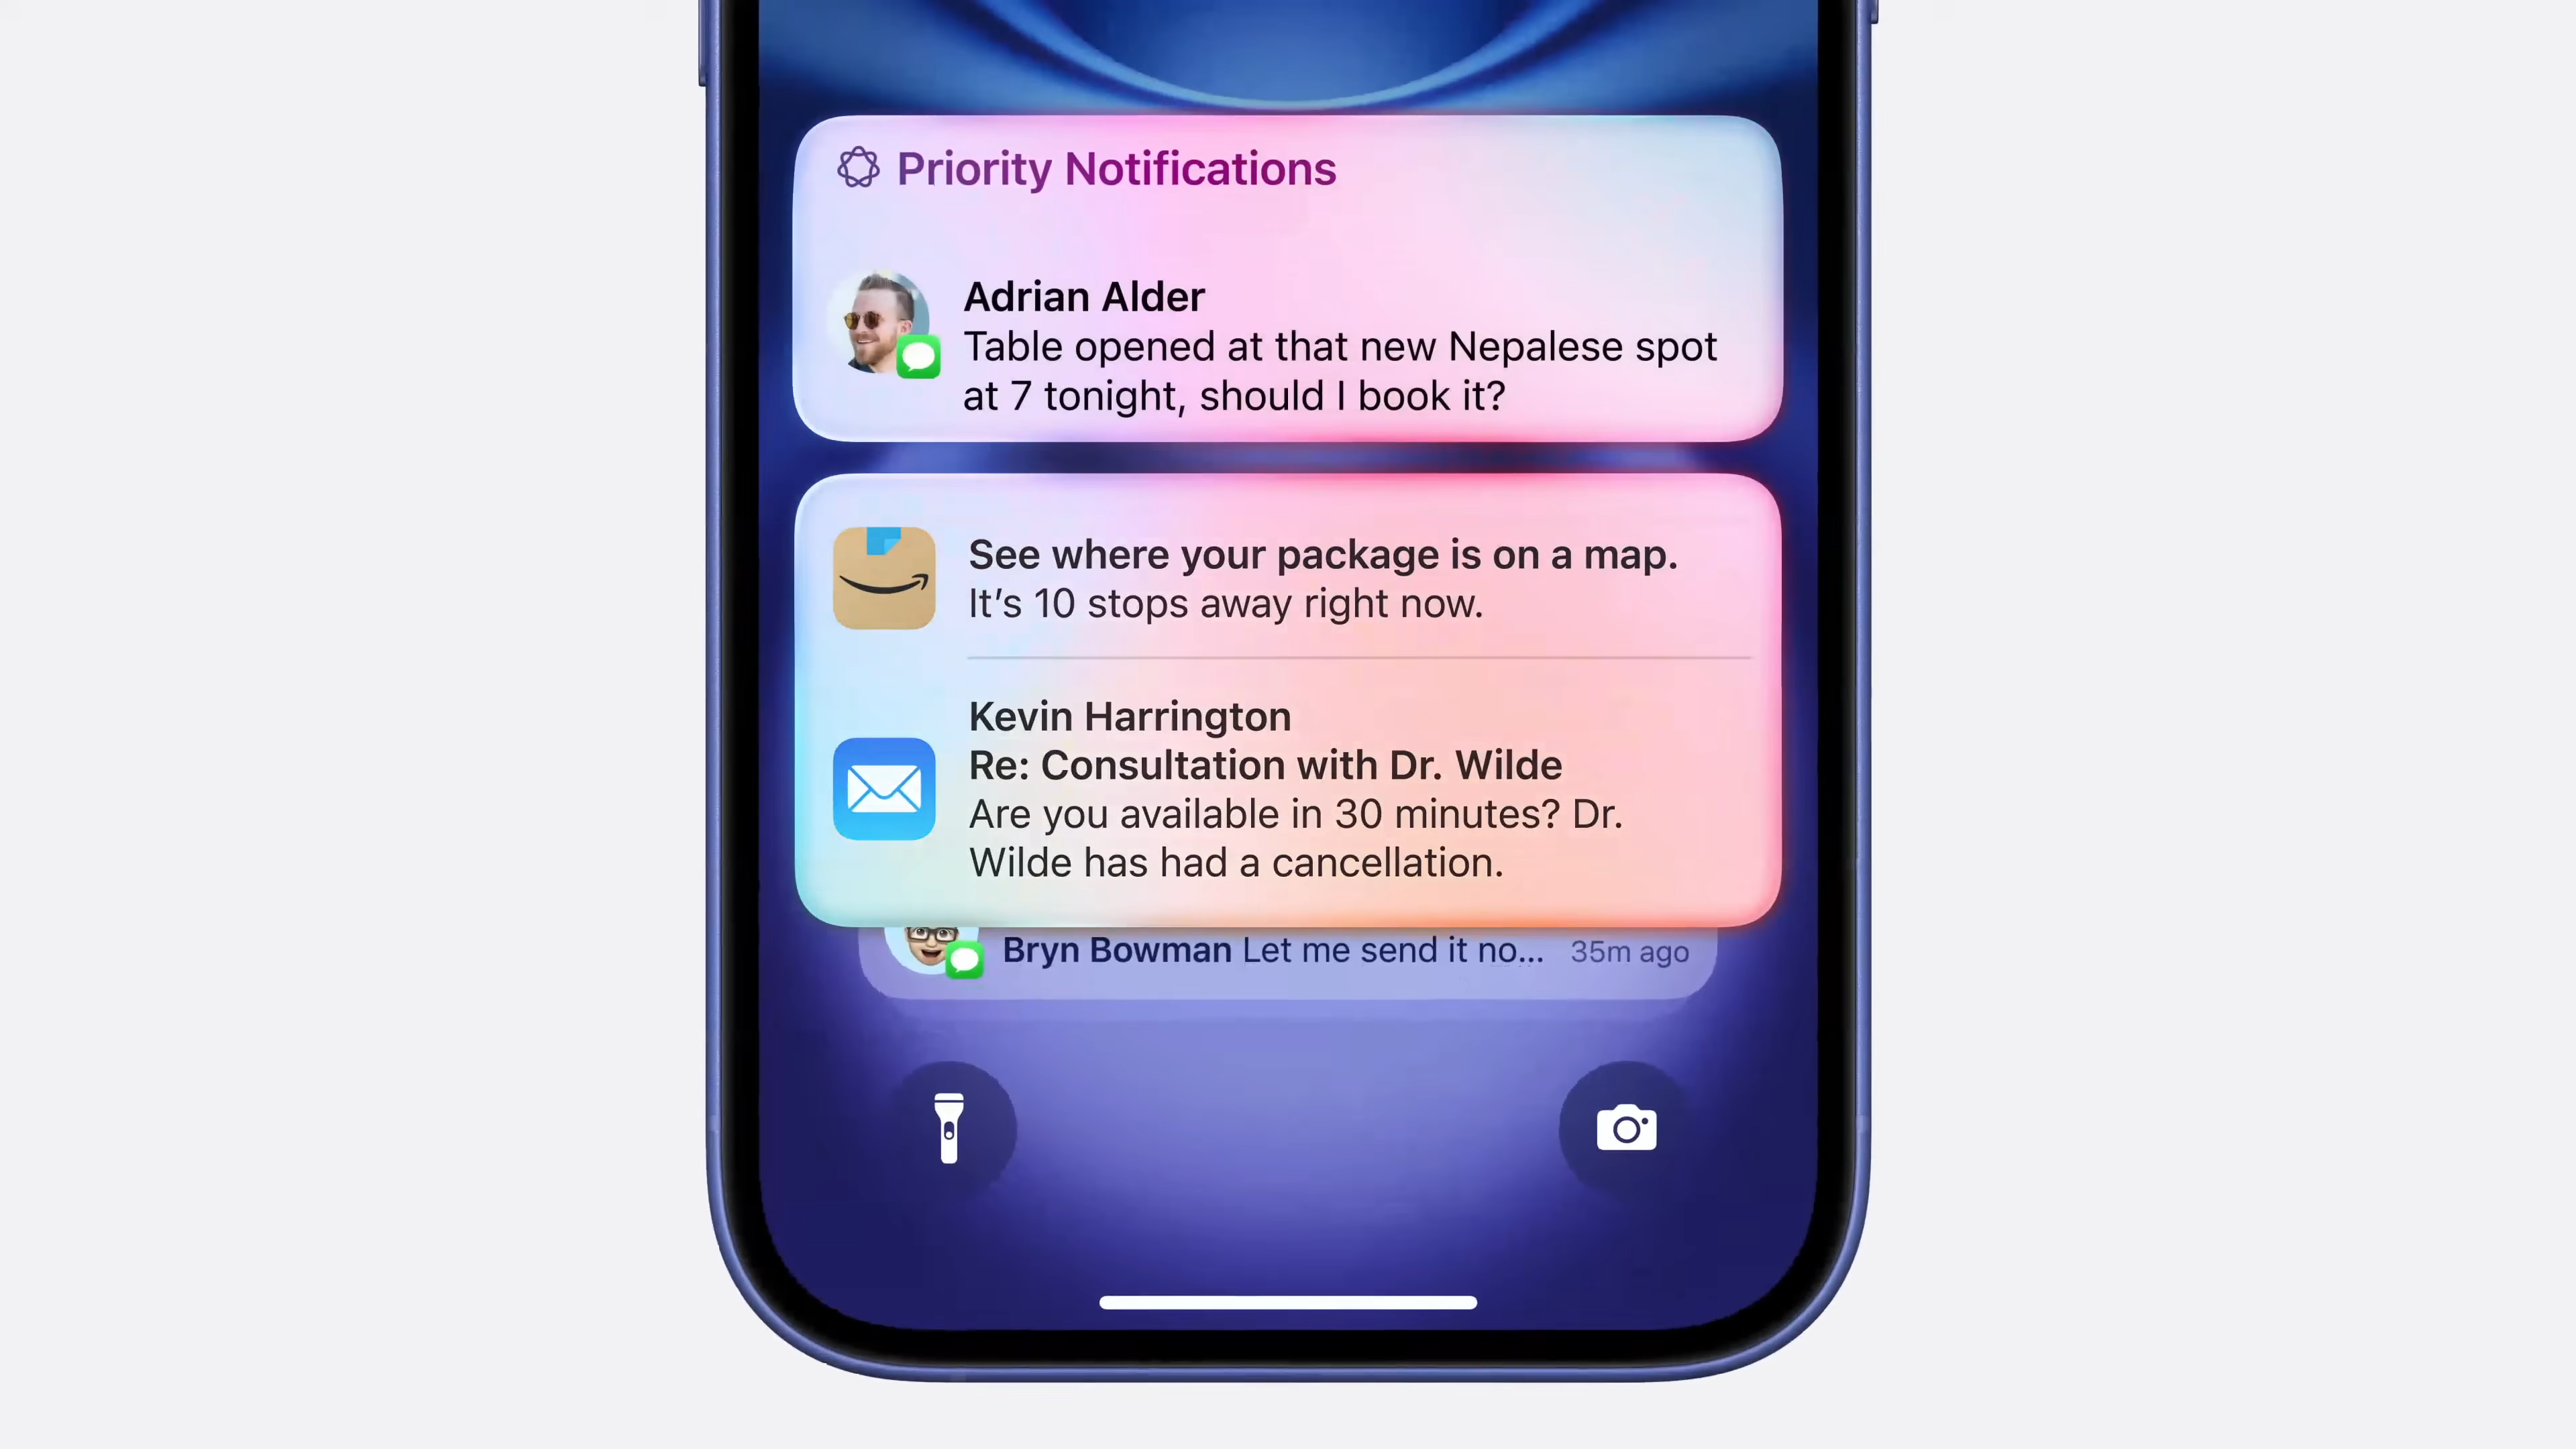 Priority Notifications
Adrian Alder
Table opened at that new Nepalese spot
at 7 tonight, should I book it?
See where your package is on a map.
It’s 10 stops away right now.
Kevin Harrington
Re: Consultation with Dr. Wilde
Are you available in 30 minutes? Dr.
Wilde has had a cancellation.
Bryn Bowman Let me send it no... 35m ago